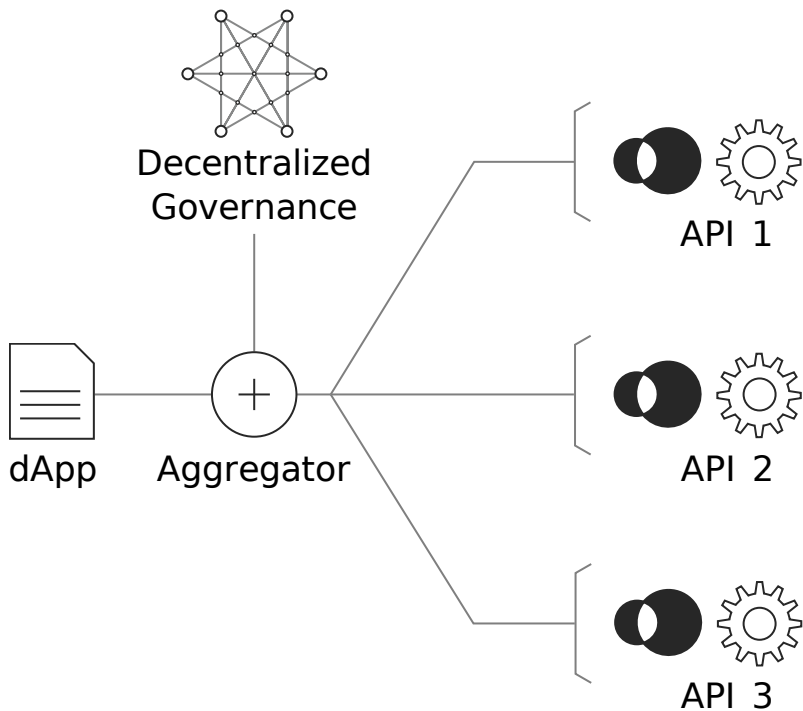 Decentralized
Governance
API 1
dApp
Aggregator
API 2
API 3